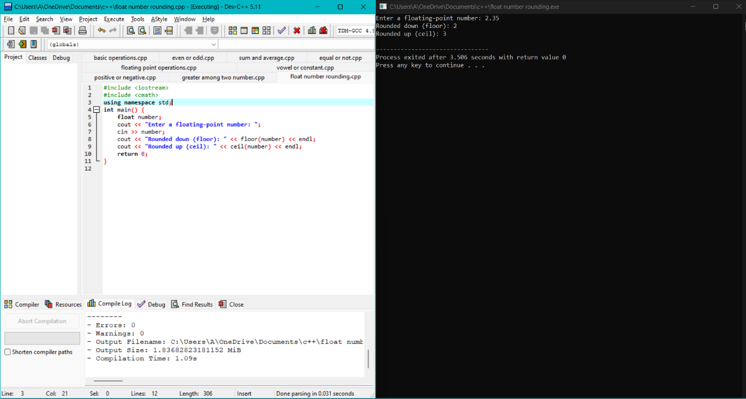 C:\Users\A\OneDrive\Documents\c++\float number rounding.cpp - [Executing] - Dev-C++ 5.11
File Edit Search View Project Execute Tools AStyle Window Help
TDM-GCC 4.9
(globals)
Project Classes Debug
basic operations.cpp even or odd.cpp sum and average.cpp equal or not.cpp
floating point operations.cpp vowel or constant.cpp
positive or negative.cpp greater among two number.cpp float number rounding.cpp
1 #include <iostream>
2 #include <cmath>
3 using namespace std;
4 int main() {
5 float number;
6 cout << "Enter a floating-point number: ";
7 cin >> number;
8 cout << "Rounded down (floor): " << floor(number) << endl;
9 cout << "Rounded up (ceil): " << ceil(number) << endl;
10 return 0;
11 }
12
Compiler Resources Compile Log Debug Find Results Close
Abort Compilation
Shorten compiler paths
--------
- Errors: 0
- Warnings: 0
- Output Filename: C:\Users\A\OneDrive\Documents\c++\float numb
- Output Size: 1.83682823181152 MiB
- Compilation Time: 1.09s
Line: 3 Col: 21 Sel: 0 Lines: 12 Length: 306 Insert Done parsing in 0.031 seconds
C:\Users\A\OneDrive\Documents\c++\float number rounding.exe
Enter a floating-point number: 2.35
Rounded down (floor): 2
Rounded up (ceil): 3
--------------------------------
Process exited after 3.506 seconds with return value 0
Press any key to continue . . .